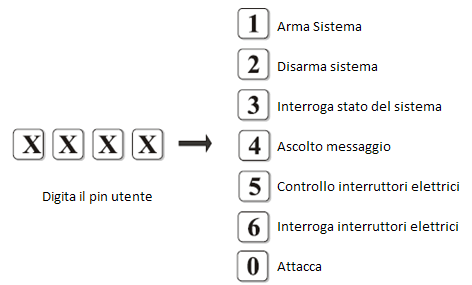 1 Arma Sistema
2 Disarma sistema
3 Interroga stato del sistema
X X X X
4 Ascolto messaggio
Digita il pin utente
5 Controllo interruttori elettrici
6 Interroga interruttori elettrici
0 Attacca